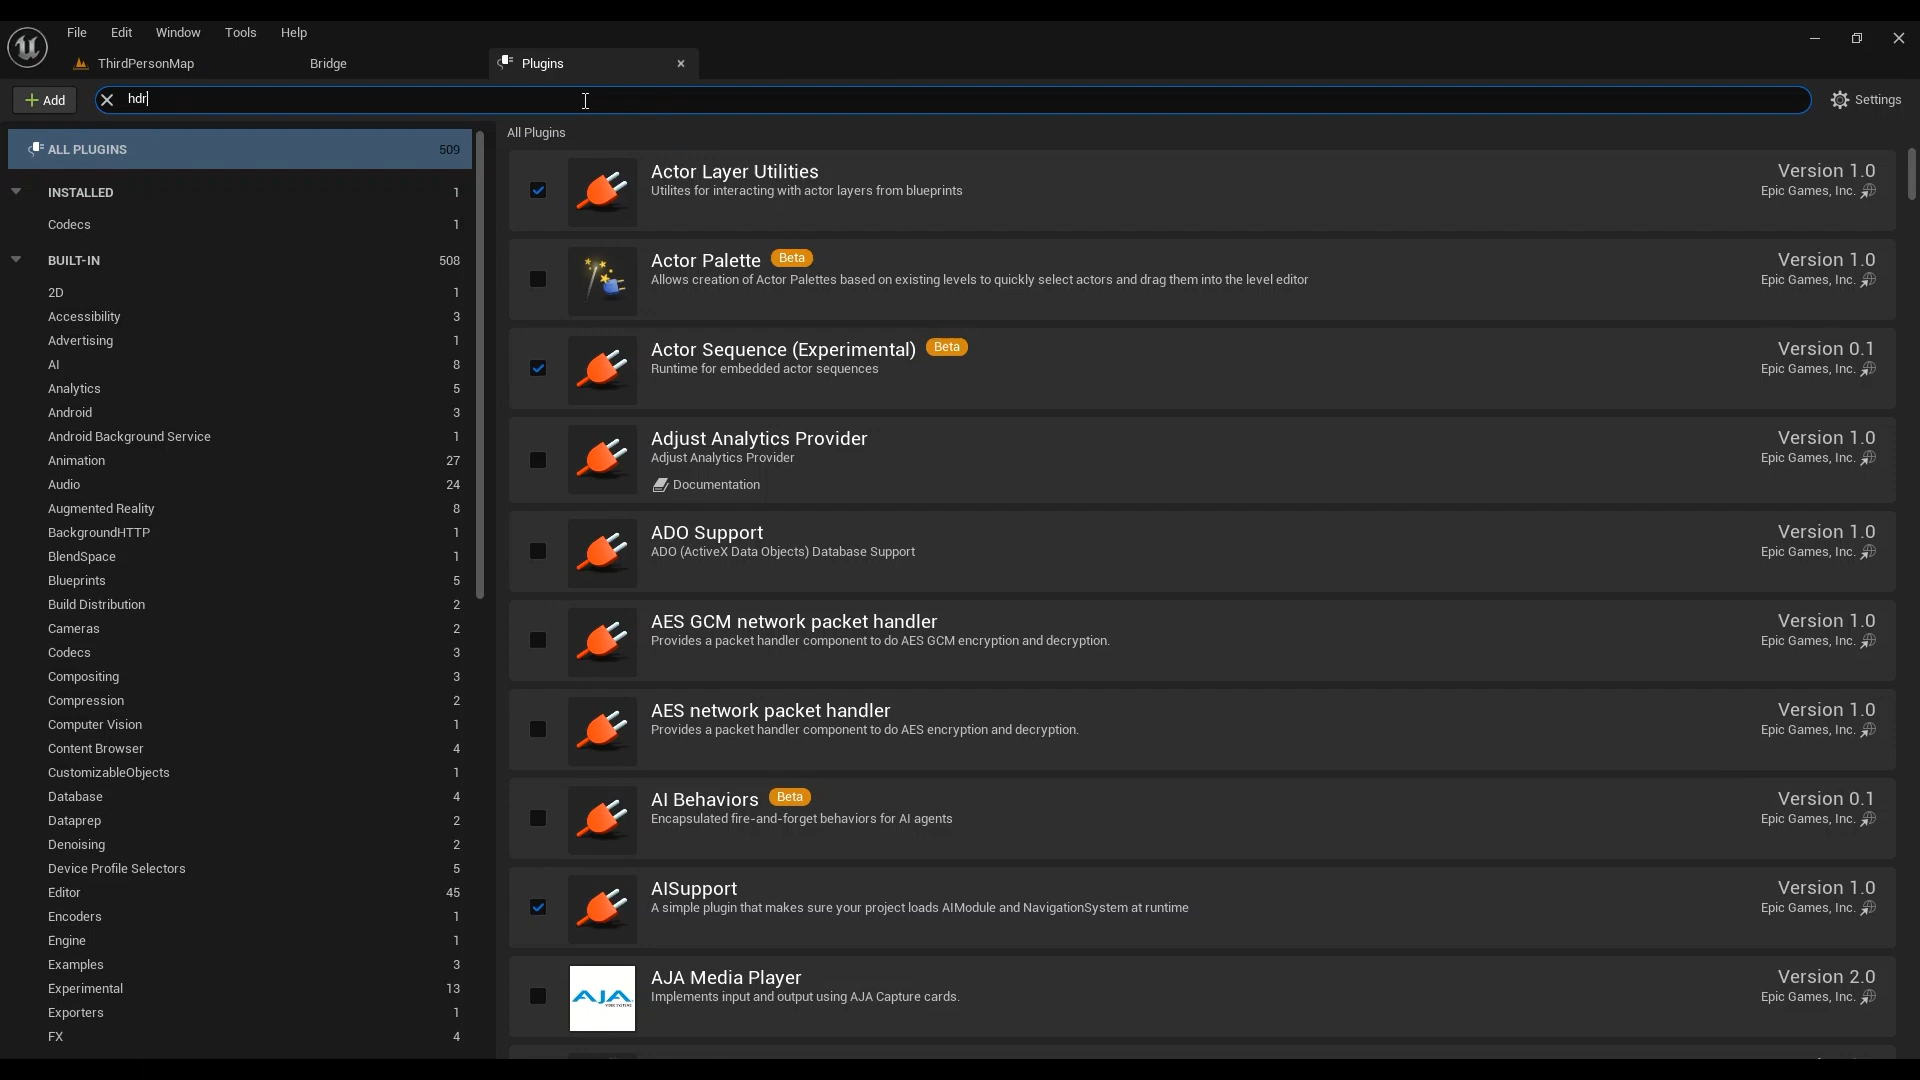 File Edit Window Tools Help
ThirdPersonMap Bridge Plugins
Add hdr Settings
ALL PLUGINS 509
INSTALLED 1
Codecs 1
BUILT-IN 508
2D 1
Accessibility 3
Advertising 1
AI 8
Analytics 5
Android 3
Android Background Service 1
Animation 27
Audio 24
Augmented Reality 8
BackgroundHTTP 1
BlendSpace 1
Blueprints 5
Build Distribution 2
Cameras 2
Codecs 3
Compositing 3
Compression 2
Computer Vision 1
Content Browser 4
CustomizableObjects 1
Database 4
Dataprep 2
Denoising 2
Device Profile Selectors 5
Editor 45
Encoders 1
Engine 1
Examples 3
Experimental 13
Exporters 1
FX 4
All Plugins
Actor Layer Utilities Version 1.0
Utilites for interacting with actor layers from blueprints Epic Games, Inc.
Actor Palette Beta Version 1.0
Allows creation of Actor Palettes based on existing levels to quickly select actors and drag them into the level editor Epic Games, Inc.
Actor Sequence (Experimental) Beta Version 0.1
Runtime for embedded actor sequences Epic Games, Inc.
Adjust Analytics Provider Version 1.0
Adjust Analytics Provider Epic Games, Inc.
Documentation
ADO Support Version 1.0
ADO (ActiveX Data Objects) Database Support Epic Games, Inc.
AES GCM network packet handler Version 1.0
Provides a packet handler component to do AES GCM encryption and decryption. Epic Games, Inc.
AES network packet handler Version 1.0
Provides a packet handler component to do AES encryption and decryption. Epic Games, Inc.
AI Behaviors Beta Version 0.1
Encapsulated fire-and-forget behaviors for AI agents Epic Games, Inc.
AISupport Version 1.0
A simple plugin that makes sure your project loads AIModule and NavigationSystem at runtime Epic Games, Inc.
AJA Media Player Version 2.0
AJA Implements input and output using AJA Capture cards. Epic Games, Inc.